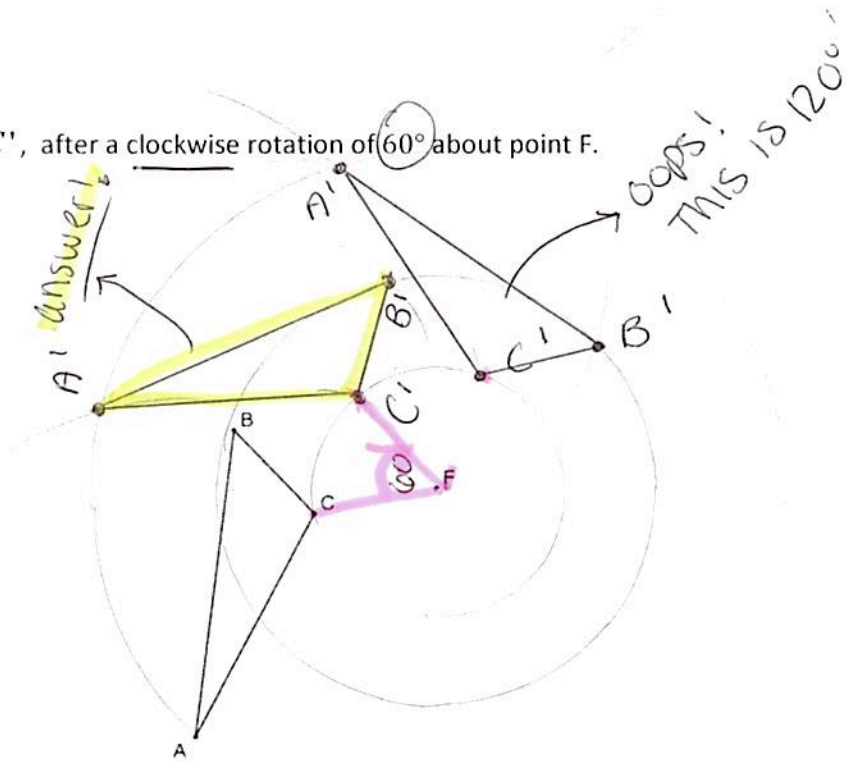 '', after a clockwise rotation of 60° about point F.
oops!
THIS IS 120°
A'
answer!
B'
C'
B'
A'
C'
B
60
F
C
A